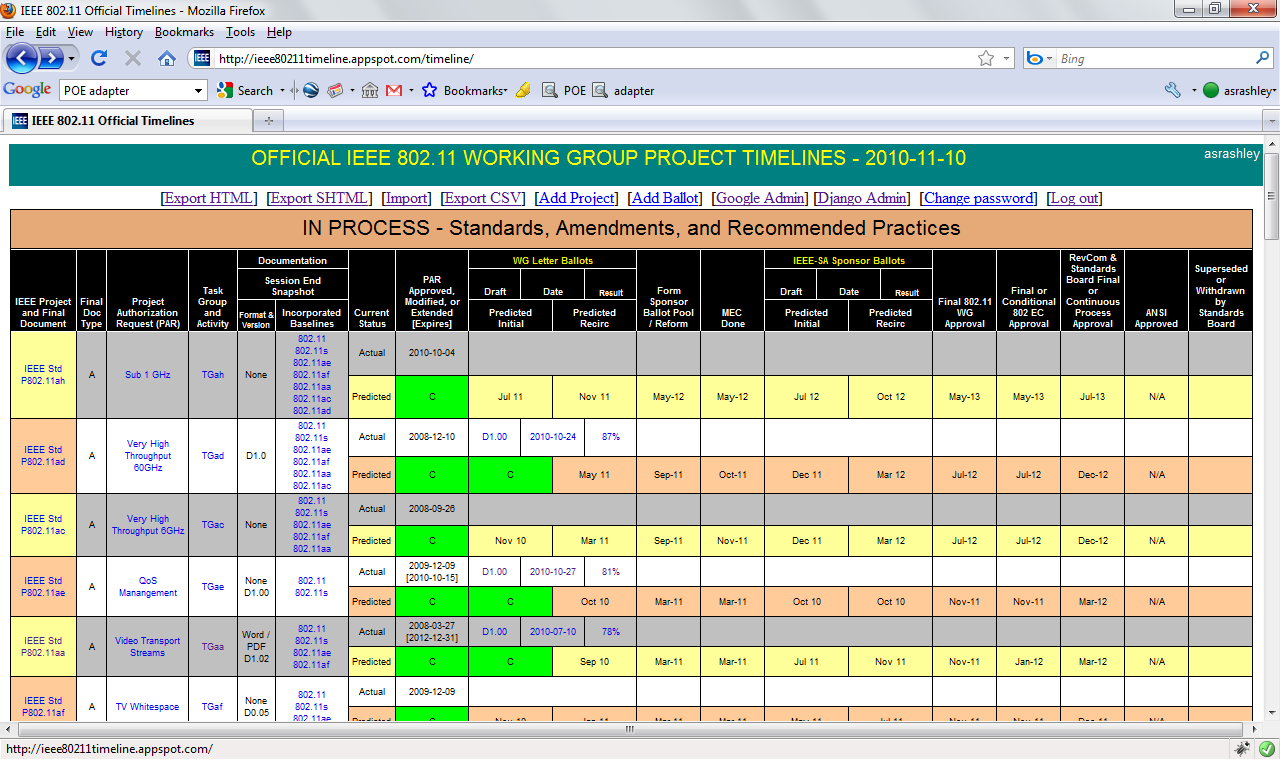 IEEE 802.11 Official Timelines - Mozilla Firefox
File Edit View History Bookmarks Tools Help
IEEE http://ieee80211timeline.appspot.com/timeline/ Bing
Google POE adapter Search Bookmarks POE adapter asrashley
IEEE IEEE 802.11 Official Timelines
OFFICIAL IEEE 802.11 WORKING GROUP PROJECT TIMELINES - 2010-11-10 asrashley
[Export HTML] [Export SHTML] [Import] [Export CSV] [Add Project] [Add Ballot] [Google Admin] [Django Admin] [Change password] [Log out]
IN PROCESS - Standards, Amendments, and Recommended Practices
IEEE Project
and Final
Document
Final
Doc
Type
Project
Authorization
Request (PAR)
Task
Group
and
Activity
Documentation
Session End
Snapshot
Format &
Version
Incorporated
Baselines
Current
Status
PAR
Approved,
Modified, or
Extended
[Expires]
WG Letter Ballots
Draft Date Result
Predicted
Initial
Predicted
Recirc
Form
Sponsor
Ballot Pool
/ Reform
MEC
Done
IEEE-SA Sponsor Ballots
Draft Date Result
Predicted
Initial
Predicted
Recirc
Final 802.11
WG
Approval
Final or
Conditional
802 EC
Approval
RevCom &
Standards
Board Final
or
Continuous
Process
Approval
ANSI
Approved
Superseded
or
Withdrawn
by
Standards
Board
IEEE Std
P802.11ah
A
Sub 1 GHz
TGah
None
802.11
802.11s
802.11ae
802.11af
802.11aa
802.11ac
802.11ad
Actual 2010-10-04
Predicted C Jul 11 Nov 11 May-12 May-12 Jul 12 Oct 12 May-13 May-13 Jul-13 N/A
IEEE Std
P802.11ad
A
Very High
Throughput
60GHz
TGad
D1.0
802.11
802.11s
802.11ae
802.11af
802.11aa
802.11ac
Actual 2008-12-10 D1.00 2010-10-24 87%
Predicted C C May 11 Sep-11 Oct-11 Dec 11 Mar 12 Jul-12 Jul-12 Dec-12 N/A
IEEE Std
P802.11ac
A
Very High
Throughput 6GHz
TGac
None
802.11
802.11s
802.11ae
802.11af
802.11aa
Actual 2008-09-26
Predicted C Nov 10 Mar 11 Sep-11 Nov-11 Dec 11 Mar 12 Jul-12 Jul-12 Dec-12 N/A
IEEE Std
P802.11ae
A
QoS
Manangement
TGae
None
D1.00
802.11
802.11s
Actual 2009-12-09
[2010-10-15] D1.00 2010-10-27 81%
Predicted C C Oct 10 Mar-11 Mar-11 Oct 10 Oct 10 Nov-11 Nov-11 Mar-12 N/A
IEEE Std
P802.11aa
A
Video Transport
Streams
TGaa
Word /
PDF
D1.02
802.11
802.11s
802.11ae
802.11af
Actual 2008-03-27
[2012-12-31] D1.00 2010-07-10 78%
Predicted C C Sep 10 Mar-11 Mar-11 Jul 11 Nov 11 Nov-11 Jan-12 Mar-12 N/A
IEEE Std
P802.11af
A
TV Whitespace
TGaf
None
D0.05
802.11
802.11s
802.11ae
Actual 2009-12-09
http://ieee80211timeline.appspot.com/